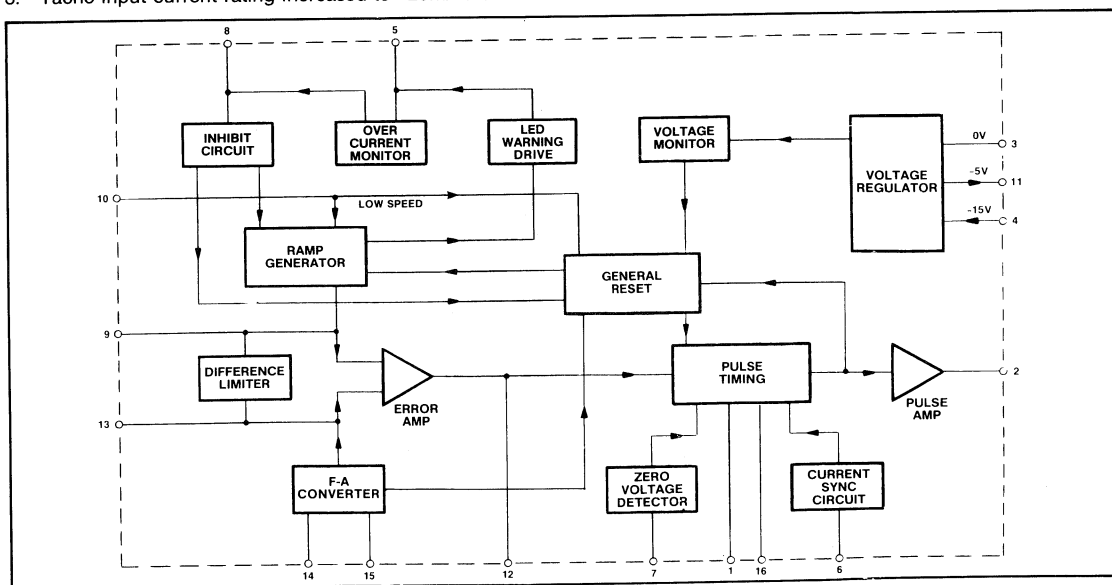 Tacho input current rating increased to
8
5
INHIBIT
CIRCUIT
OVER
CURRENT
MONITOR
LED
WARNING
DRIVE
VOLTAGE
MONITOR
VOLTAGE
REGULATOR
0V
3
-5V
11
-15V
4
10
LOW SPEED
RAMP
GENERATOR
GENERAL
RESET
9
DIFFERENCE
LIMITER
ERROR
AMP
PULSE
TIMING
PULSE
AMP
2
13
F-A
CONVERTER
ZERO
VOLTAGE
DETECTOR
CURRENT
SYNC
CIRCUIT
14
15
12
7
1
16
6